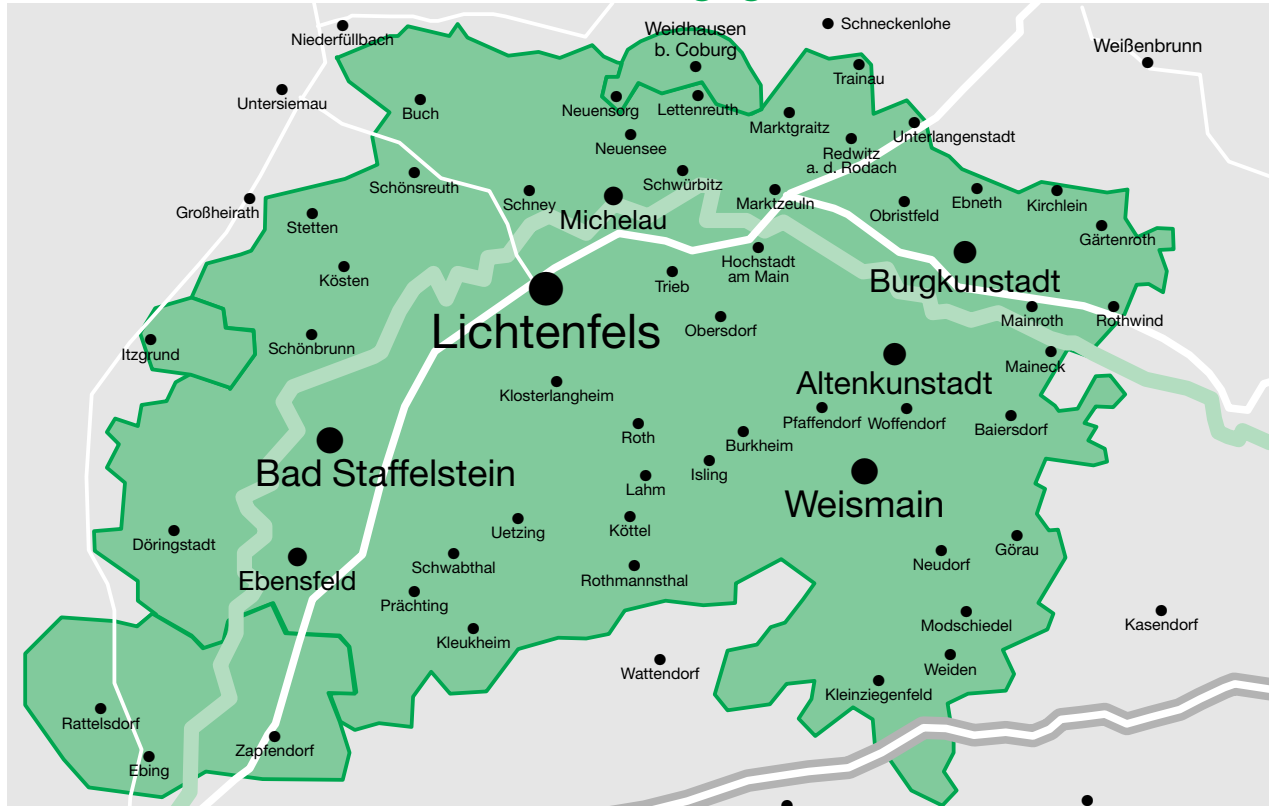 Schneckenlohe
Weidhausen
b. Coburg
Niederfüllbach
Weißenbrunn
Trainau
Untersiemau
Buch
Neuensorg
Lettenreuth
Marktgraitz
Unterlangenstadt
Neuensee
Redwitz
a. d. Rodach
Schönsreuth
Schwürbitz
Schney
Marktzeuln
Ebneth
Kirchlein
Großheirath
Stetten
Michelau
Obristfeld
Gärtenroth
Kösten
Trieb
Hochstadt
am Main
Burgkunstadt
Lichtenfels
Obersdorf
Mainroth
Rothwind
Itzgrund
Schönbrunn
Maineck
Klosterlangheim
Altenkunstadt
Pfaffendorf
Woffendorf
Baiersdorf
Roth
Burkheim
Bad Staffelstein
Isling
Lahm
Weismain
Uetzing
Köttel
Döringstadt
Görau
Neudorf
Schwabthal
Rothmannsthal
Ebensfeld
Prächting
Modschiedel
Kasendorf
Kleukheim
Wattendorf
Weiden
Kleinziegenfeld
Rattelsdorf
Zapfendorf
Ebing